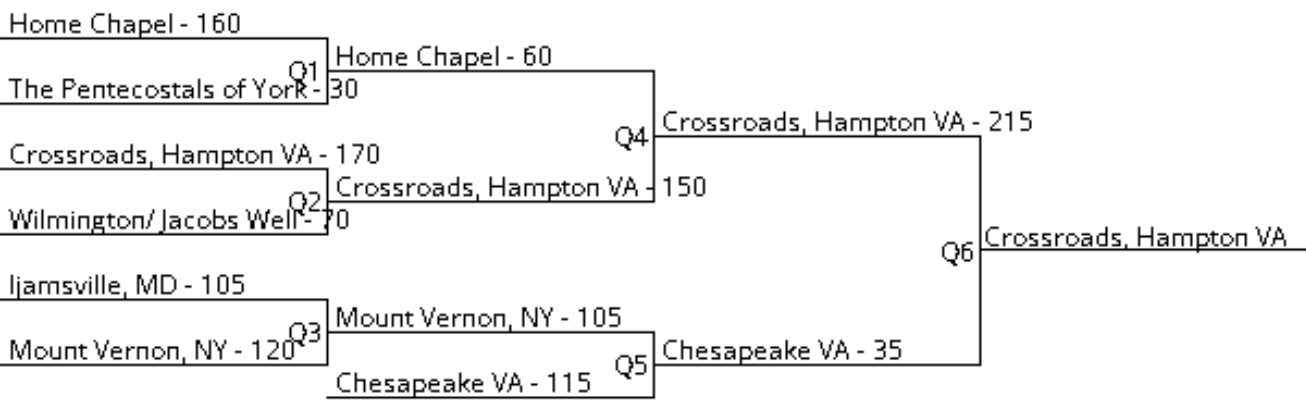 Home Chapel - 160
Q1
Home Chapel - 60
The Pentecostals of York - 30
Q4
Crossroads, Hampton VA - 215
Crossroads, Hampton VA - 170
Q2
Crossroads, Hampton VA - 150
Wilmington/ Jacobs Well - 70
Q6
Crossroads, Hampton VA
Ijamsville, MD - 105
Q3
Mount Vernon, NY - 105
Mount Vernon, NY - 120
Q5
Chesapeake VA - 35
Chesapeake VA - 115